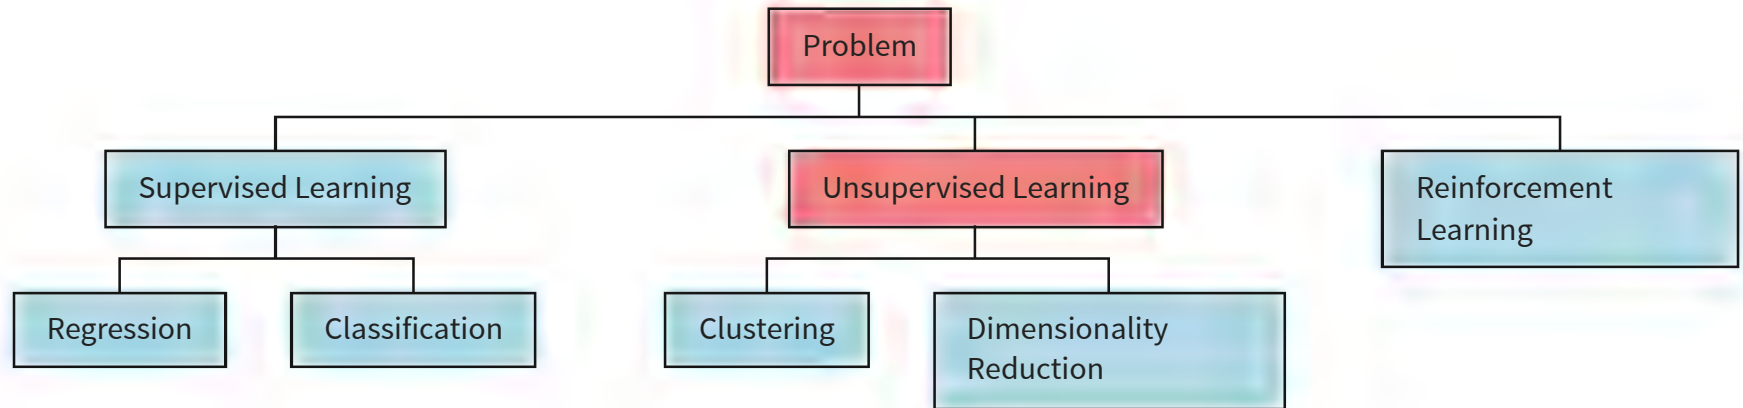 Problem
Supervised Learning
Unsupervised Learning
Reinforcement
Learning
Regression
Classification
Clustering
Dimensionality
Reduction